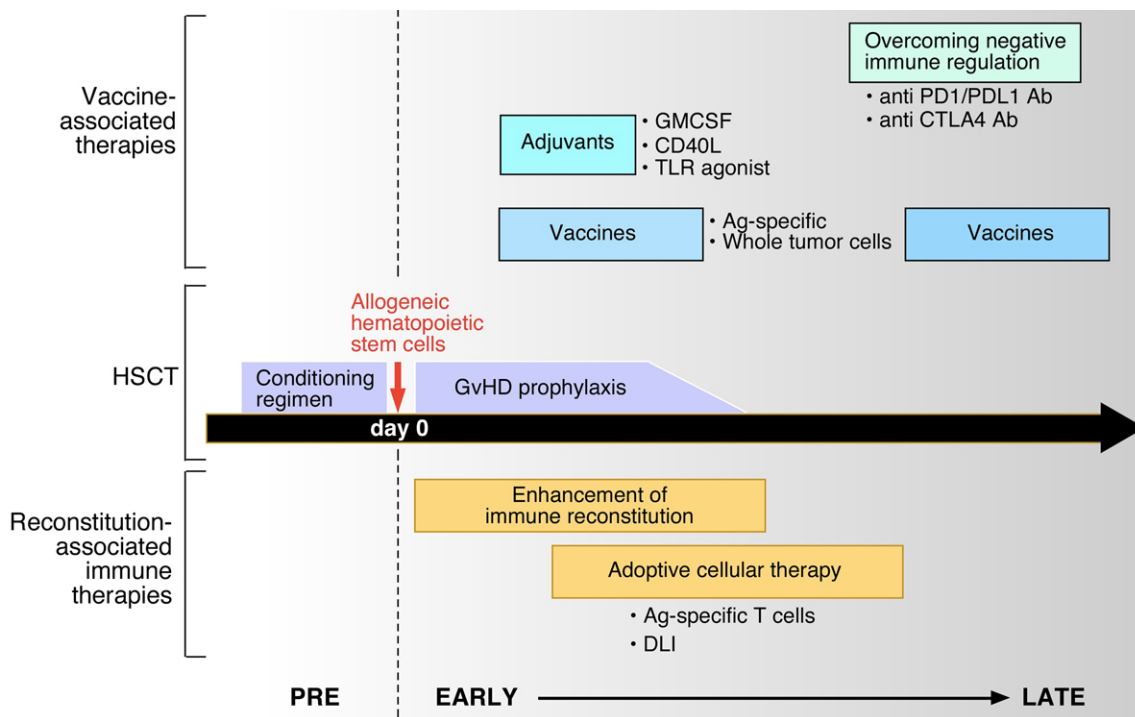 Vaccine-
associated
therapies
Overcoming negative
immune regulation
• anti PD1/PDL1 Ab
• anti CTLA4 Ab
Adjuvants
• GMCSF
• CD40L
• TLR agonist
Vaccines
• Ag-specific
• Whole tumor cells
Vaccines
HSCT
Allogeneic
hematopoietic
stem cells
Conditioning
regimen
GvHD prophylaxis
day 0
Reconstitution-
associated
immune
therapies
Enhancement of
immune reconstitution
Adoptive cellular therapy
• Ag-specific T cells
• DLI
PRE
EARLY
LATE